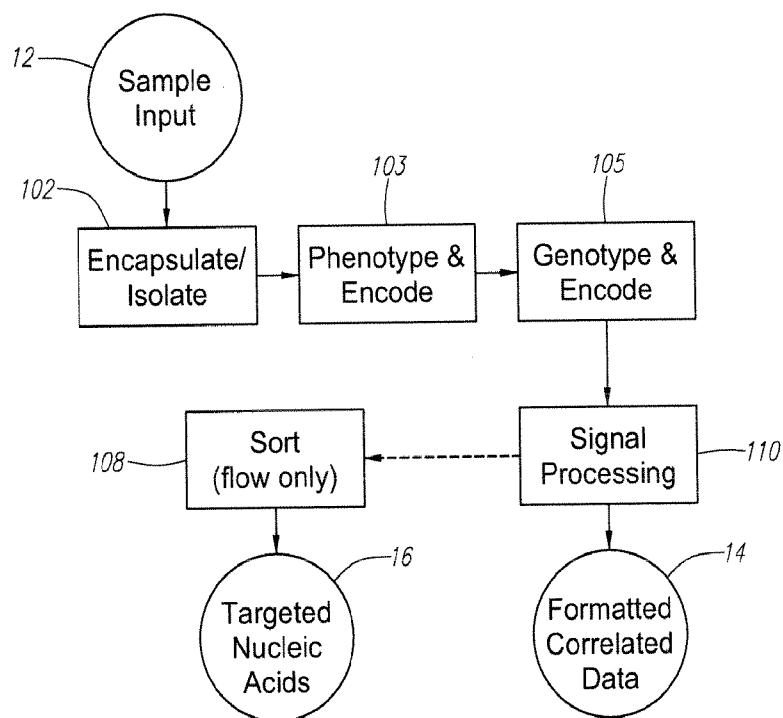 12
Sample
Input
102
103
105
Encapsulate/
Isolate
Phenotype &
Encode
Genotype &
Encode
108
Sort
(flow only)
Signal
Processing
110
16
14
Targeted
Nucleic
Acids
Formatted
Correlated
Data